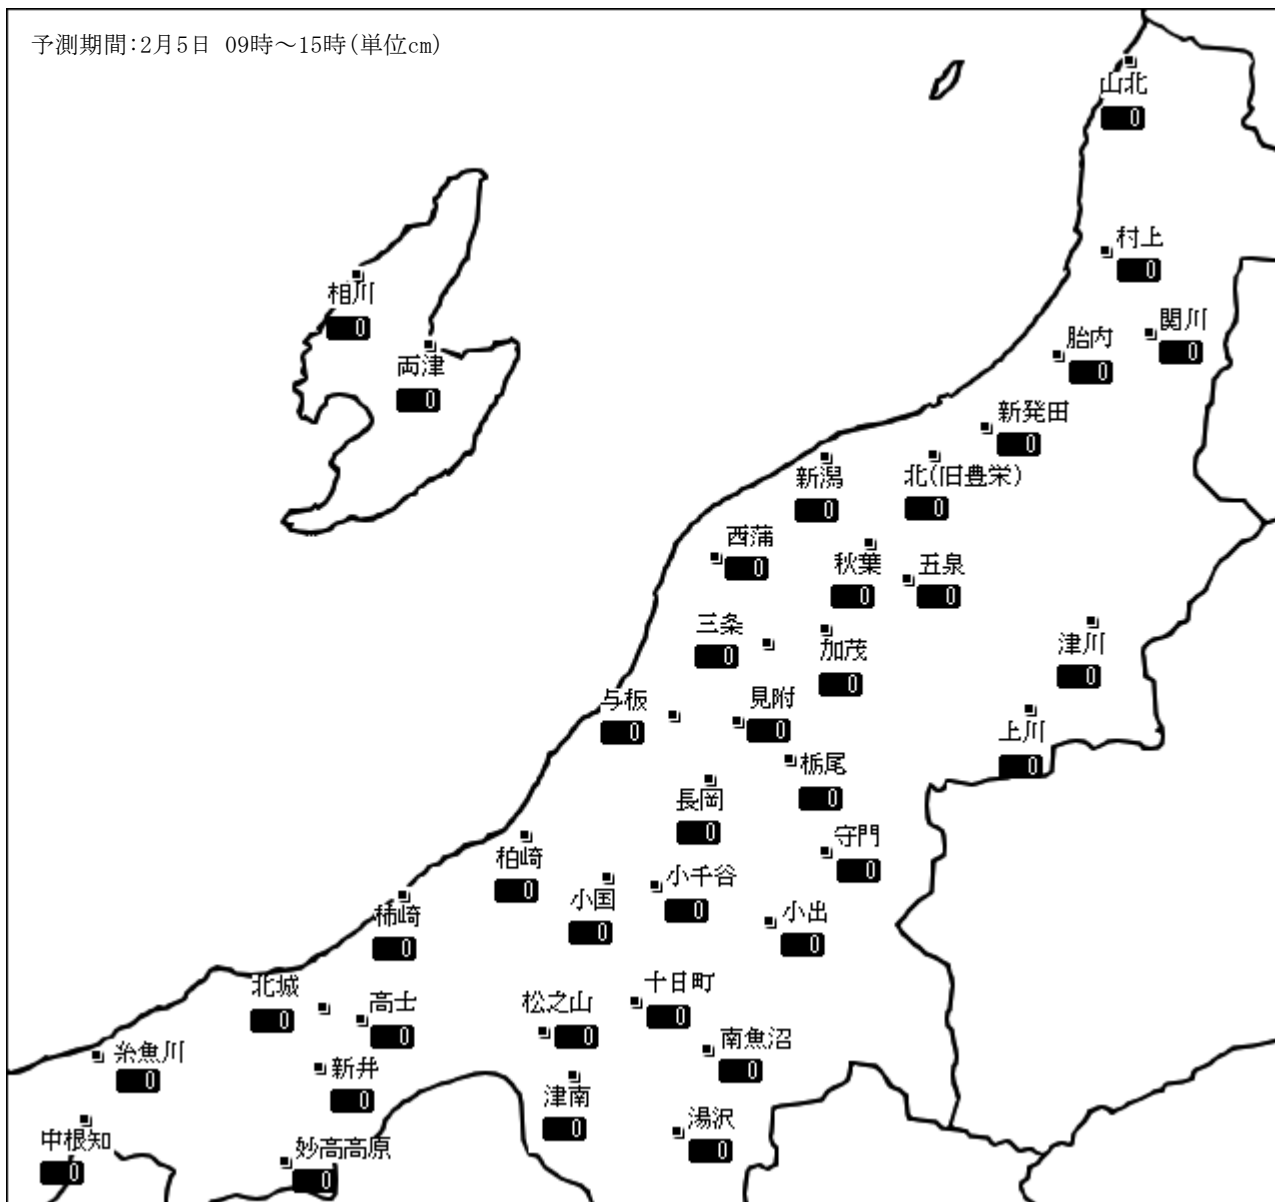 予測期間:2月5日 09時～15時(単位cm)
山北
0
村上
0
相川
0
関川
0
胎内
0
両津
0
新発田
0
新潟
0
北(旧豊栄)
0
西蒲
0
秋葉
0
五泉
0
三条
0
加茂
0
津川
0
与板
0
見附
0
上川
0
栃尾
0
長岡
0
守門
0
柏崎
0
小国
0
小千谷
0
小出
0
柿崎
0
北城
0
高士
0
松之山
0
十日町
0
南魚沼
0
糸魚川
0
新井
0
津南
0
湯沢
0
中根知
0
妙高高原
0